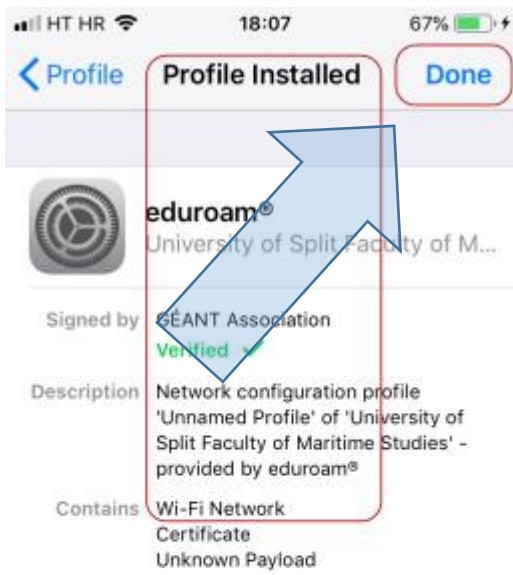 HT HR 18:07 67%
Profile Profile Installed Done
eduroam®
University of Split Faculty of M...
Signed by GÉANT Association
Verified
Description Network configuration profile
'Unnamed Profile' of 'University of
Split Faculty of Maritime Studies' -
provided by eduroam®
Contains Wi-Fi Network
Certificate
Unknown Payload